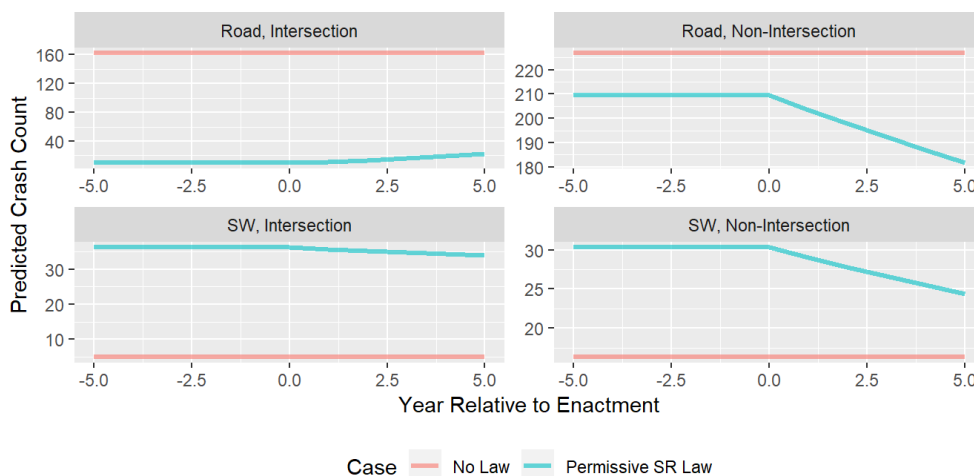 Road, Intersection
Road, Non-Intersection
160
120
80
40
220
210
200
190
180
-5.0 -2.5 0.0 2.5 5.0
-5.0 -2.5 0.0 2.5 5.0
SW, Intersection
SW, Non-Intersection
30
20
10
30
25
20
-5.0 -2.5 0.0 2.5 5.0
-5.0 -2.5 0.0 2.5 5.0
Predicted Crash Count
Year Relative to Enactment
Case No Law Permissive SR Law